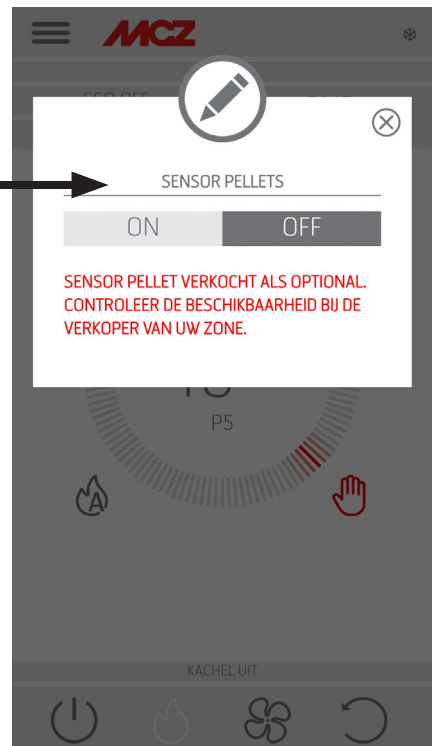 MCZ
SENSOR PELLETS
ON OFF
SENSOR PELLET VERKOCHT ALS OPTIONAL.
CONTROLEER DE BESCHIKBAARHEID BIJ DE
VERKOPER VAN UW ZONE.
P5
A
KACHEL UIT